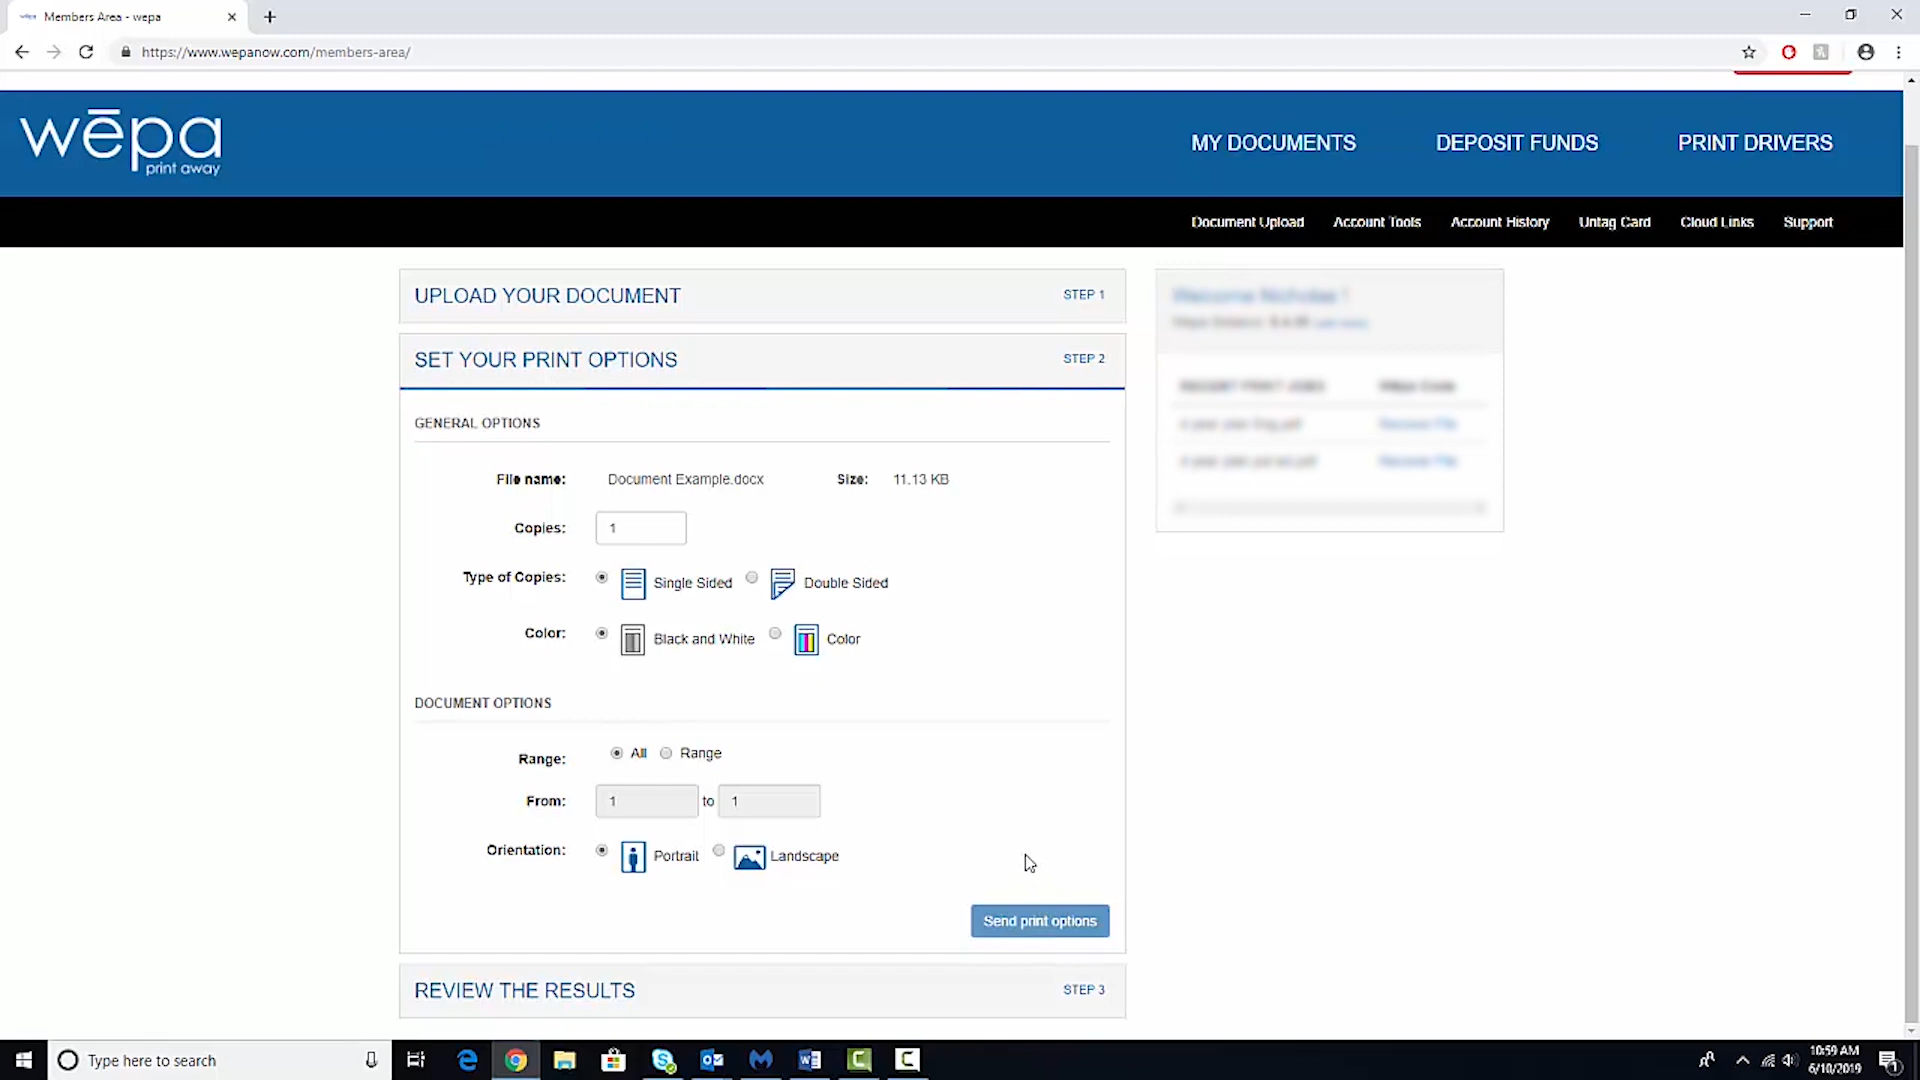 Members Area - wepa
https://www.wepanow.com/members-area/
wēpa
print away
MY DOCUMENTS DEPOSIT FUNDS PRINT DRIVERS
Document Upload Account Tools Account History Untag Card Cloud Links Support
UPLOAD YOUR DOCUMENT STEP 1
SET YOUR PRINT OPTIONS STEP 2
GENERAL OPTIONS
File name: Document Example.docx Size: 11.13 KB
Copies: 1
Type of Copies: Single Sided Double Sided
Color: Black and White Color
DOCUMENT OPTIONS
Range: All Range
From: 1 to 1
Orientation: Portrait Landscape
Send print options
REVIEW THE RESULTS STEP 3
Type here to search
10:59 AM
6/10/2019